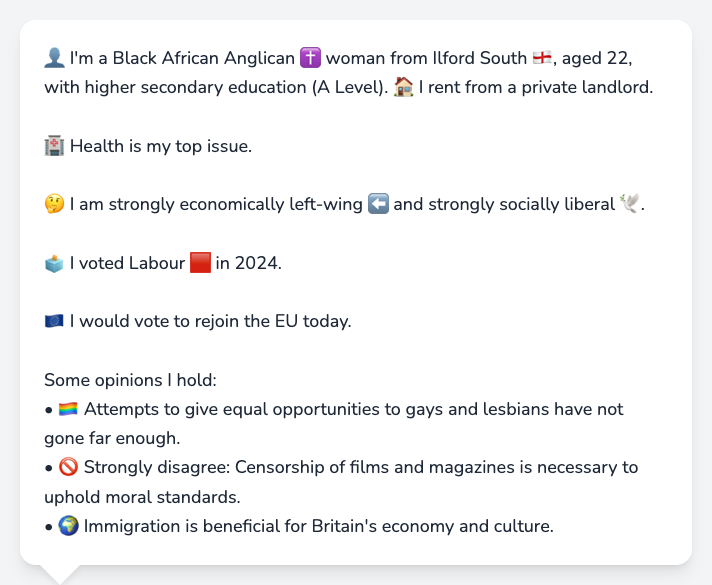 👤 I'm a Black African Anglican ✝️ woman from Ilford South 🏴󠁧󠁢󠁥󠁮󠁧󠁿, aged 22,
with higher secondary education (A Level). 🏠 I rent from a private landlord.
🏥 Health is my top issue.
🤔 I am strongly economically left-wing ⬅️ and strongly socially liberal 🕊️.
🗳️ I voted Labour 🟥 in 2024.
🇪🇺 I would vote to rejoin the EU today.
Some opinions I hold:
• 🏳️‍🌈 Attempts to give equal opportunities to gays and lesbians have not
gone far enough.
• 🚫 Strongly disagree: Censorship of films and magazines is necessary to
uphold moral standards.
• 🌍 Immigration is beneficial for Britain's economy and culture.